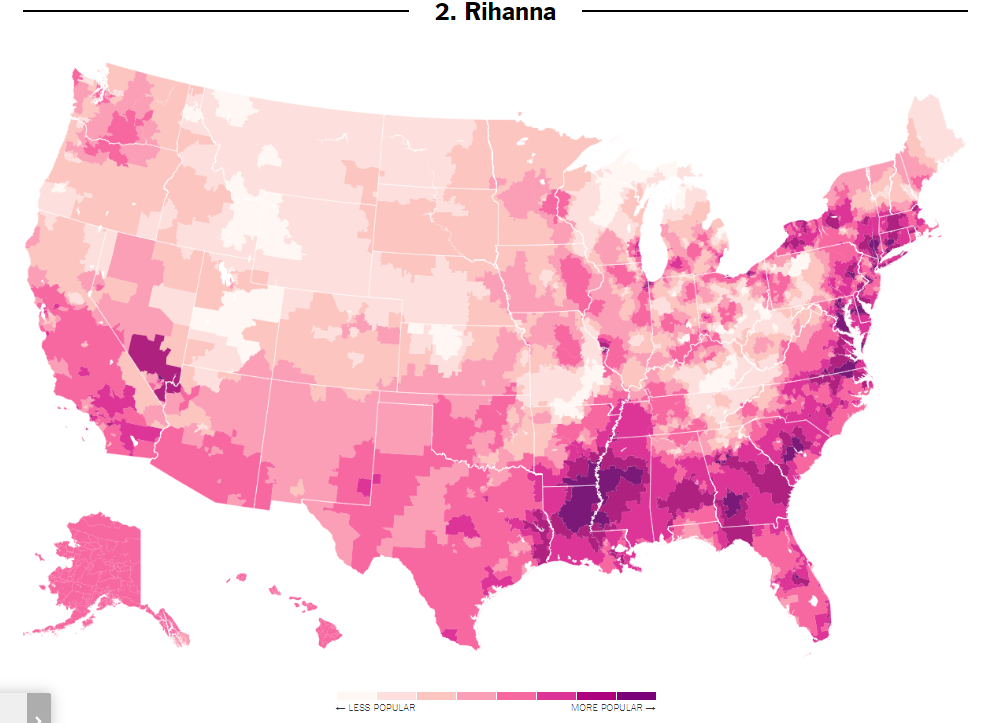 2. Rihanna
← LESS POPULAR MORE POPULAR →